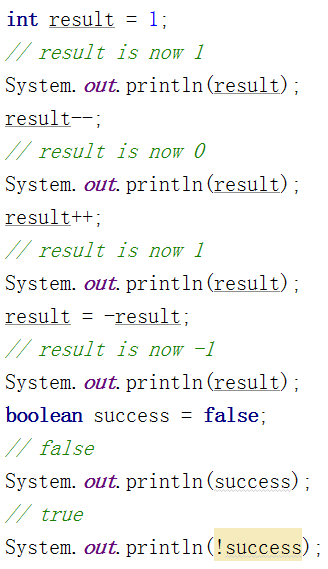 int result = 1;
// result is now 1
System.out.println(result);
result--;
// result is now 0
System.out.println(result);
result++;
// result is now 1
System.out.println(result);
result = -result;
// result is now -1
System.out.println(result);
boolean success = false;
// false
System.out.println(success);
// true
System.out.println(!success);